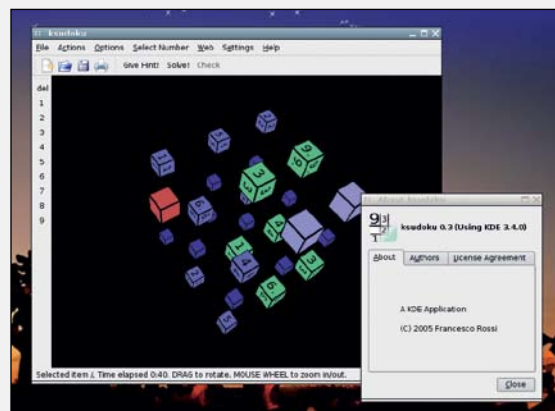 ksudoku
File Actions Options Select Number Web Settings Help
Give Hint! Solve! Check
del
1
2
3
4
5
6
7
8
9
About ksudoku
ksudoku 0.3 (Using KDE 3.4.0)
About Authors License Agreement
A KDE Application
(C) 2005 Francesco Rossi
Close
Selected item /, Time elapsed 0:40. DRAG to rotate. MOUSE WHEEL to zoom in/out.